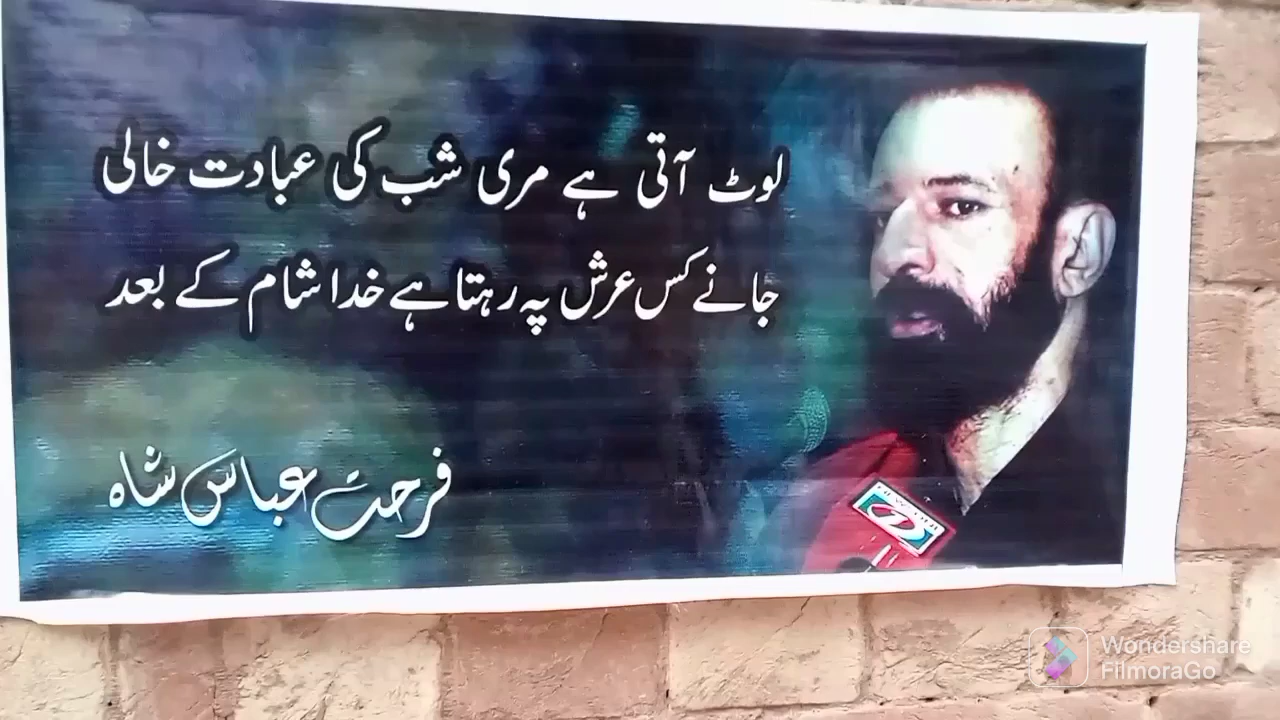 لوٹ آتی ہے مری شب کی عبادت خالی
جانے کس عرش پہ رہتا ہے خدا شام کے بعد
فرحت عباس شاہ
Wondershare
FilmoraGo